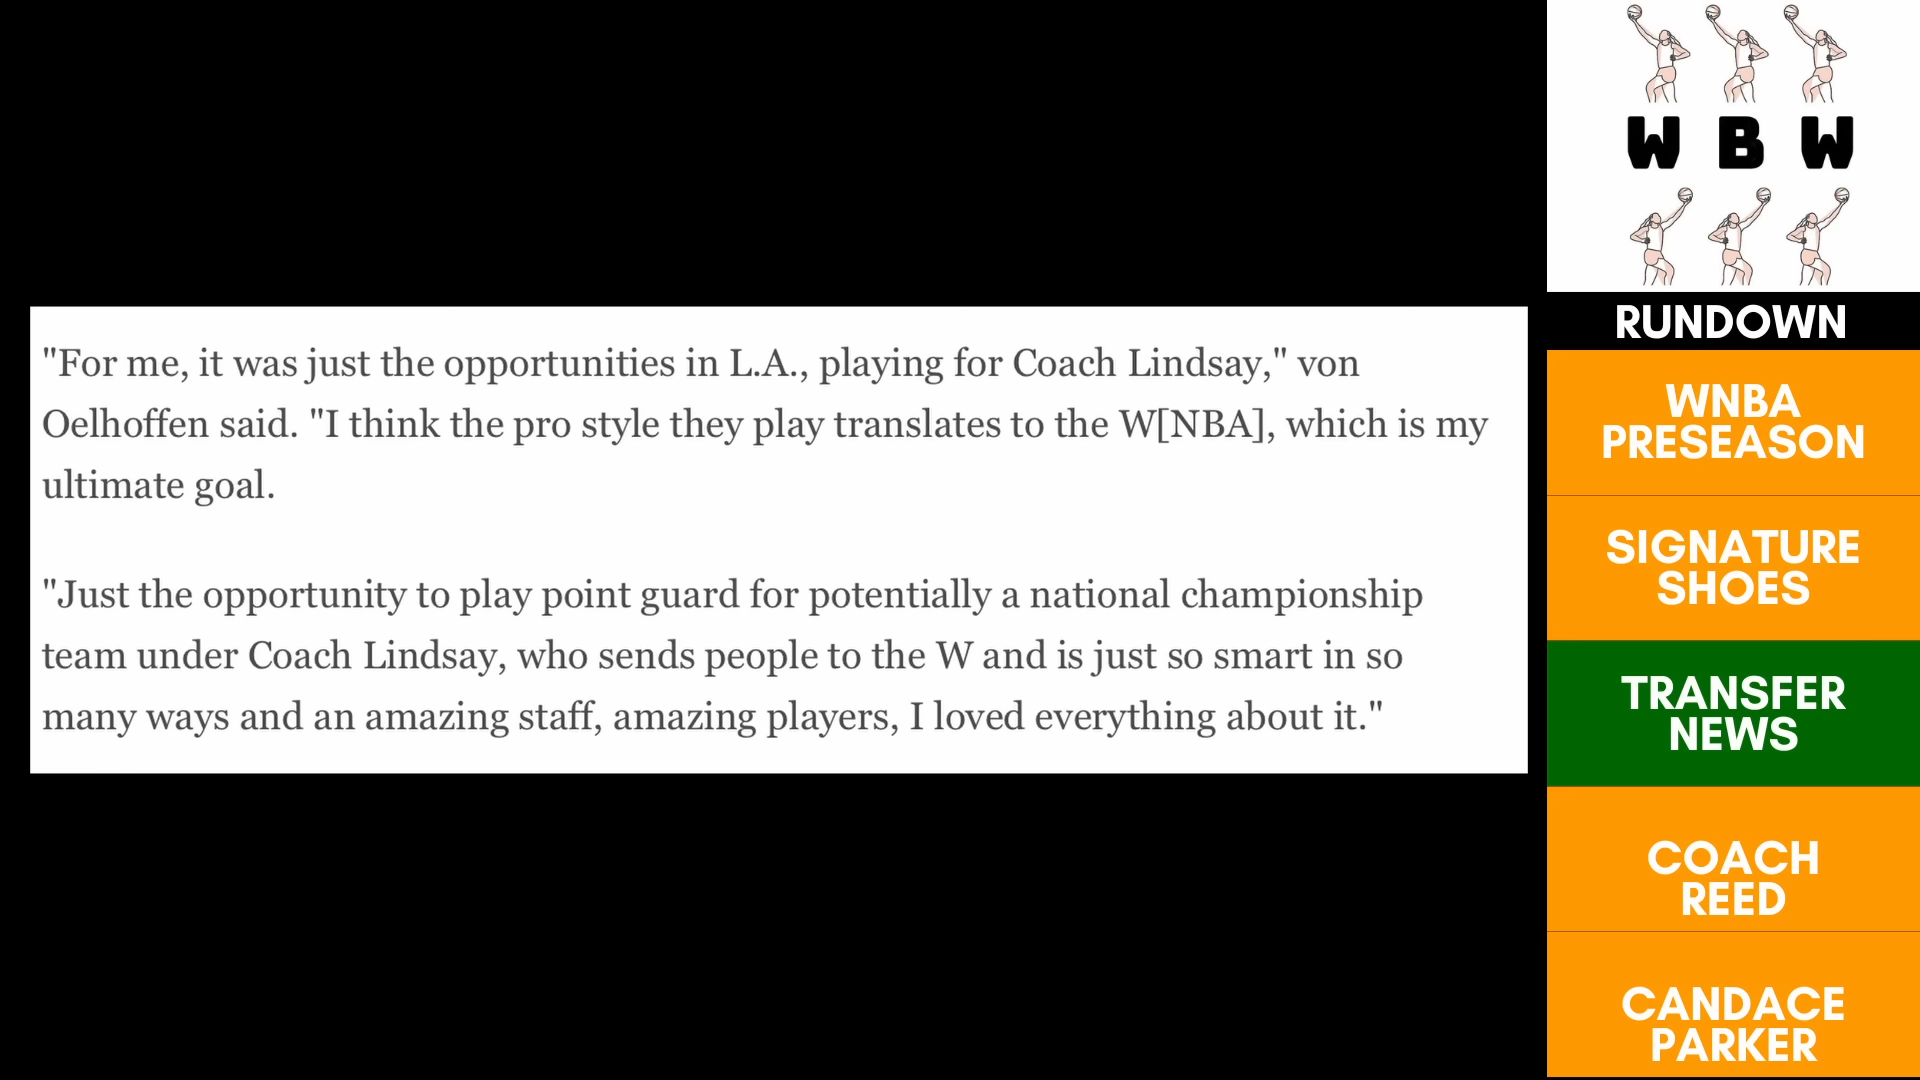 "For me, it was just the opportunities in L.A., playing for Coach Lindsay," von
Oelhoffen said. "I think the pro style they play translates to the W[NBA], which is my
ultimate goal.
"Just the opportunity to play point guard for potentially a national championship
team under Coach Lindsay, who sends people to the W and is just so smart in so
many ways and an amazing staff, amazing players, I loved everything about it."
W B W
RUNDOWN
WNBA
PRESEASON
SIGNATURE
SHOES
TRANSFER
NEWS
COACH
REED
CANDACE
PARKER